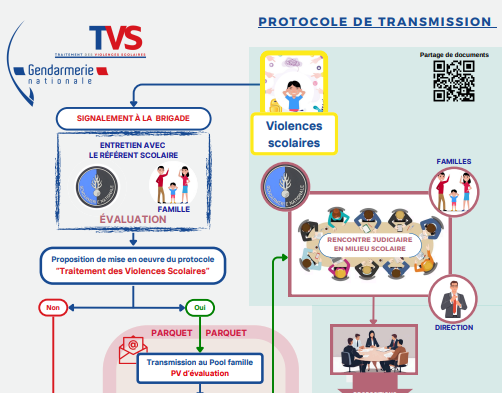 PROTOCOLE DE TRANSMISSION
TVS
TRAITEMENT DES VIOLENCES SCOLAIRES
Gendarmerie
nationale
Partage de documents
SIGNALEMENT À LA BRIGADE
Violences
scolaires
ENTRETIEN AVEC
LE RÉFÉRENT SCOLAIRE
FAMILLE
ÉVALUATION
FAMILLES
RENCONTRE JUDICIAIRE
EN MILIEU SCOLAIRE
Proposition de mise en oeuvre du protocole
"Traitement des Violences Scolaires"
Non
Oui
DIRECTION
PARQUET PARQUET
Transmission au Pool famille
PV d'évaluation